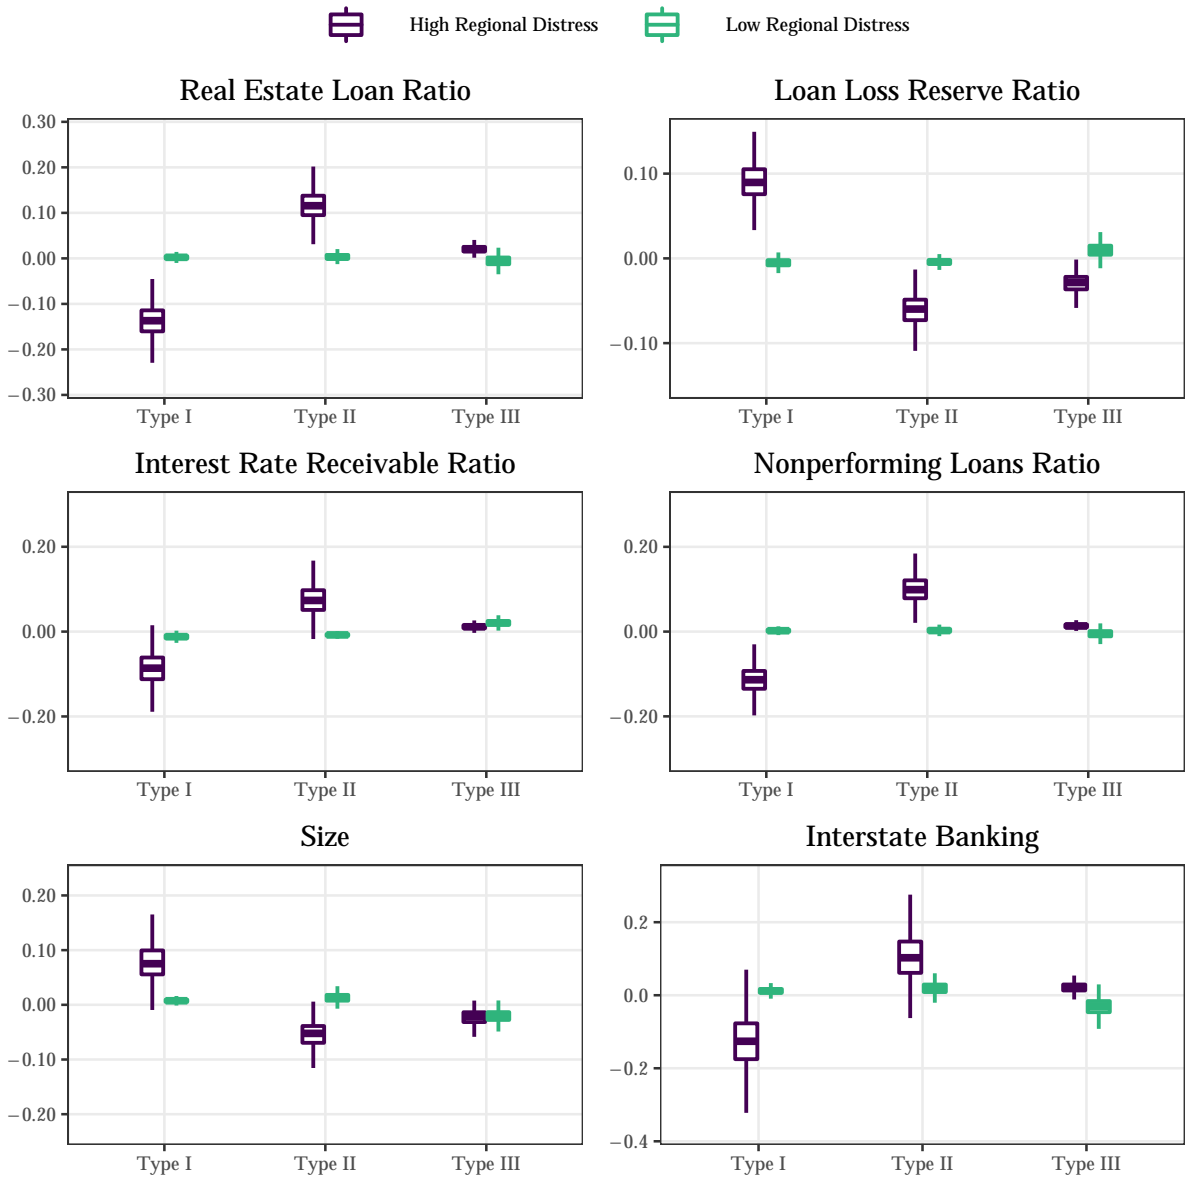 High Regional Distress Low Regional Distress
Real Estate Loan Ratio
0.30
0.20
0.10
0.00
−0.10
−0.20
−0.30
Type I Type II Type III
Loan Loss Reserve Ratio
0.10
0.00
−0.10
Type I Type II Type III
Interest Rate Receivable Ratio
0.20
0.00
−0.20
Type I Type II Type III
Nonperforming Loans Ratio
0.20
0.00
−0.20
Type I Type II Type III
Size
0.20
0.10
0.00
−0.10
−0.20
Type I Type II Type III
Interstate Banking
0.2
0.0
−0.2
−0.4
Type I Type II Type III